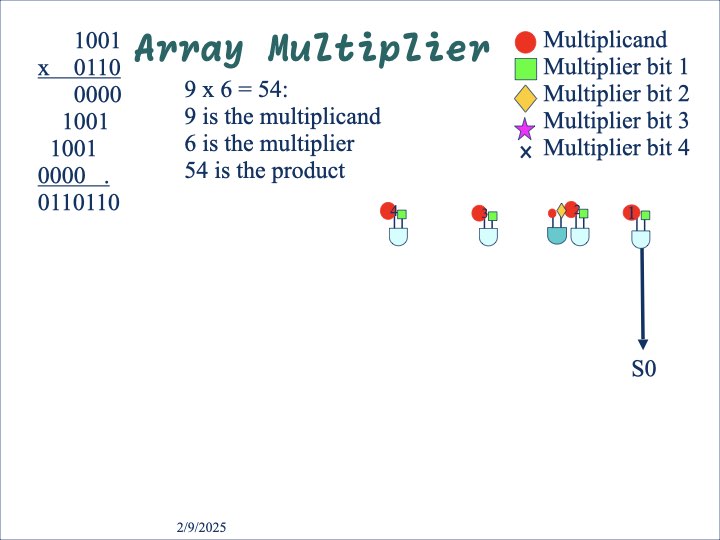 1001
x 0110
0000
1001
1001
0000 .
0110110
Array Multiplier
9 x 6 = 54:
9 is the multiplicand
6 is the multiplier
54 is the product
Multiplicand
Multiplier bit 1
Multiplier bit 2
Multiplier bit 3
x Multiplier bit 4
4 3 2 1
S0
2/9/2025